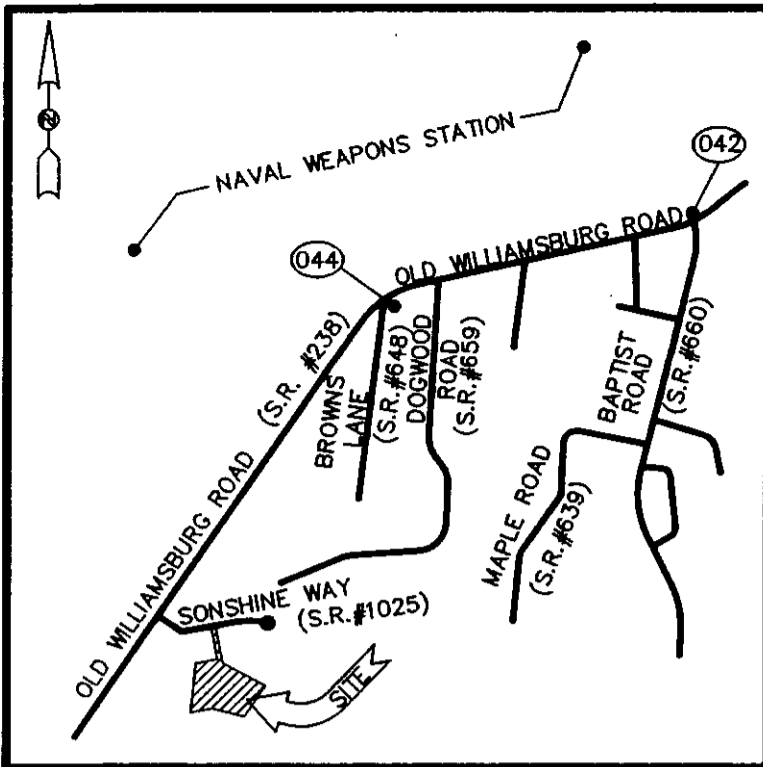 N
NAVAL WEAPONS STATION
042
044
OLD WILLIAMSBURG ROAD
OLD WILLIAMSBURG ROAD (S.R. #238)
BROWNS
LANE
(S.R.#648)
DOGWOOD
ROAD
(S.R.#659)
BAPTIST
ROAD
(S.R.#660)
MAPLE ROAD
(S.R.#639)
SONSHINE WAY
(S.R.#1025)
SITE